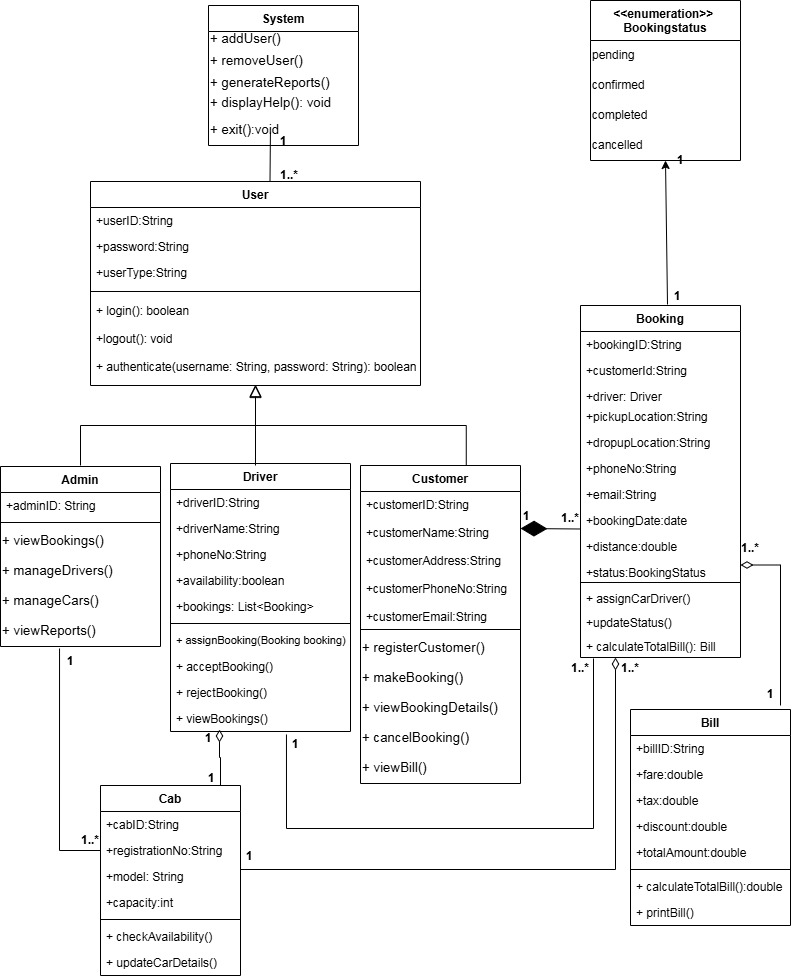 System
+ addUser()
+ removeUser()
+ generateReports()
+ displayHelp(): void
+ exit():void
1
1..*
<<enumeration>>
Bookingstatus
pending
confirmed
completed
cancelled
1
1
User
+userID:String
+password:String
+userType:String
+ login(): boolean
+logout(): void
+ authenticate(username: String, password: String): boolean
Booking
+bookingID:String
+customerId:String
+driver: Driver
+pickupLocation:String
+dropupLocation:String
+phoneNo:String
+email:String
+bookingDate:date
+distance:double
+status:BookingStatus
+ assignCarDriver()
+updateStatus()
+ calculateTotalBill(): Bill
Admin
+adminID: String
+ viewBookings()
+ manageDrivers()
+ manageCars()
+ viewReports()
1
Driver
+driverID:String
+driverName:String
+phoneNo:String
+availability:boolean
+bookings: List<Booking>
+ assignBooking(Booking booking)
+ acceptBooking()
+ rejectBooking()
+ viewBookings()
1
1
1
Customer
+customerID:String
+customerName:String
+customerAddress:String
+customerPhoneNo:String
+customerEmail:String
+ registerCustomer()
+ makeBooking()
+ viewBookingDetails()
+ cancelBooking()
+ viewBill()
1
1..*
1..*
1..*
1..*
1
Bill
+billID:String
+fare:double
+tax:double
+discount:double
+totalAmount:double
+ calculateTotalBill():double
+ printBill()
1..*
1
Cab
+cabID:String
+registrationNo:String
+model: String
+capacity:int
+ checkAvailability()
+ updateCarDetails()